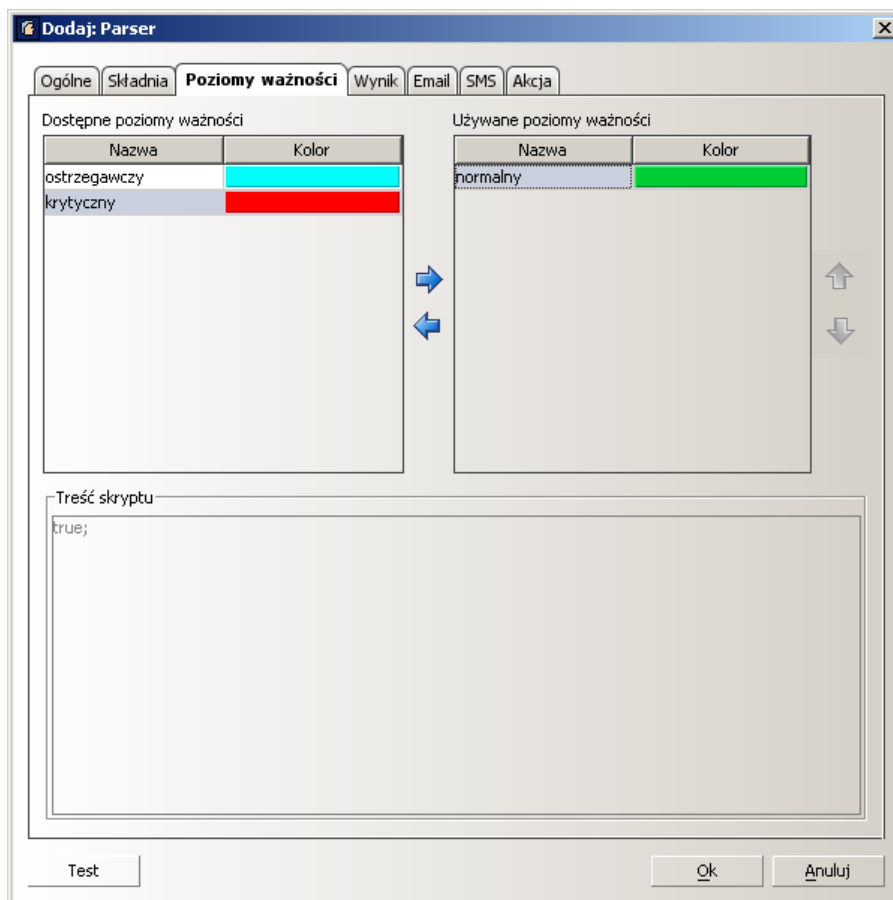 Dodaj: Parser
Ogólne Składnia Poziomy ważności Wynik Email SMS Akcja
Dostępne poziomy ważności
Nazwa Kolor
ostrzegawczy
krytyczny
Używane poziomy ważności
Nazwa Kolor
normalny
Treść skryptu
true;
Test Ok Anuluj